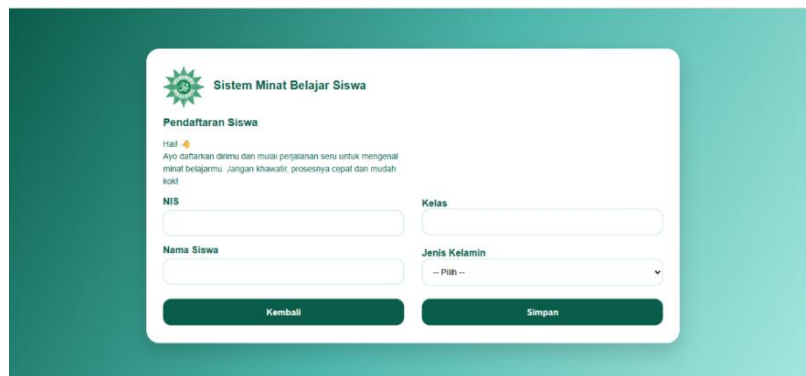 Sistem Minat Belajar Siswa
Pendaftaran Siswa
Hai! 👋
Ayo daftarkan dirimu dan mulai perjalanan seru untuk mengenal
minat belajarmu. Jangan khawatir, prosesnya cepat dan mudah
kok!
NIS
Kelas
Nama Siswa
Jenis Kelamin
-- Pilih --
Kembali
Simpan